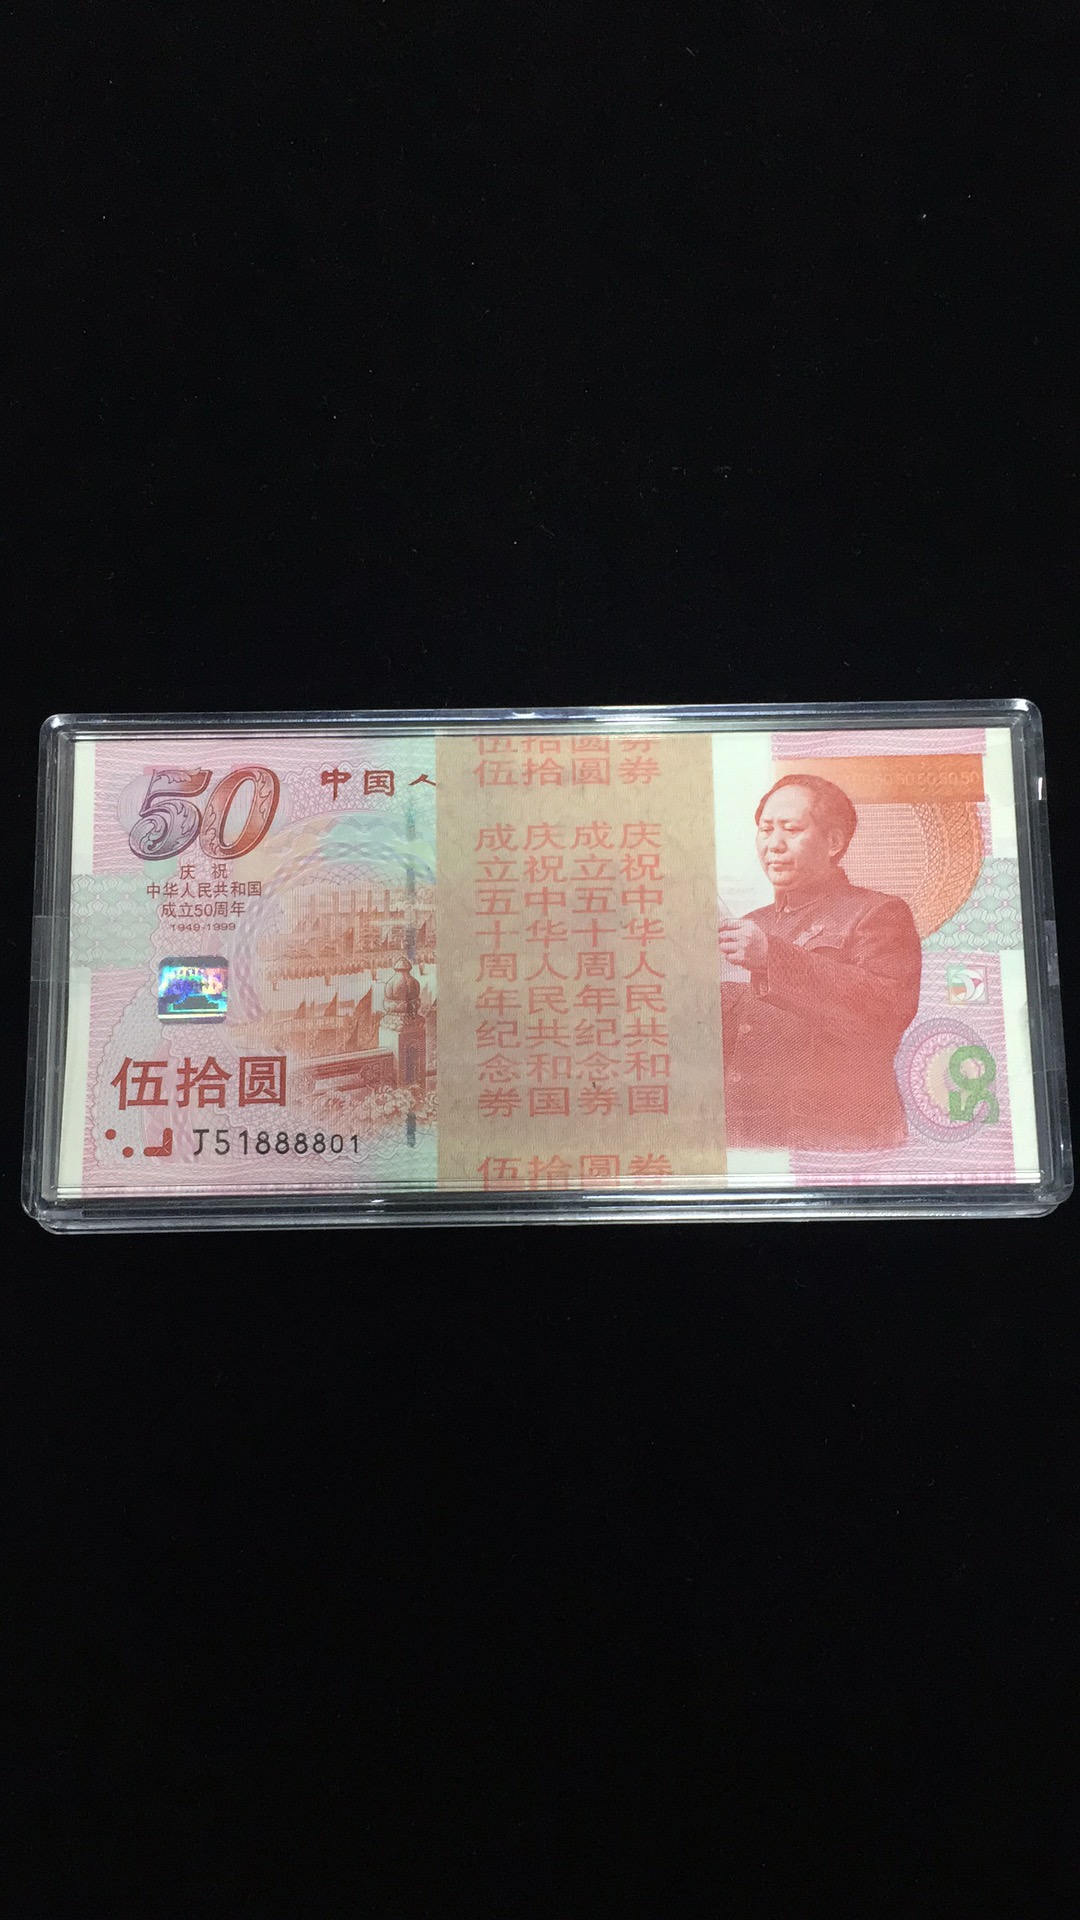 50
中国人
庆祝
中华人民共和国
成立50周年
1949-1999
伍拾圆
J51888801
伍拾圆券
伍拾圆券
庆祝中华人民共和国
成立五十周年纪念券
庆祝中华人民共和国
成立五十周年纪念券
伍拾圆券
50